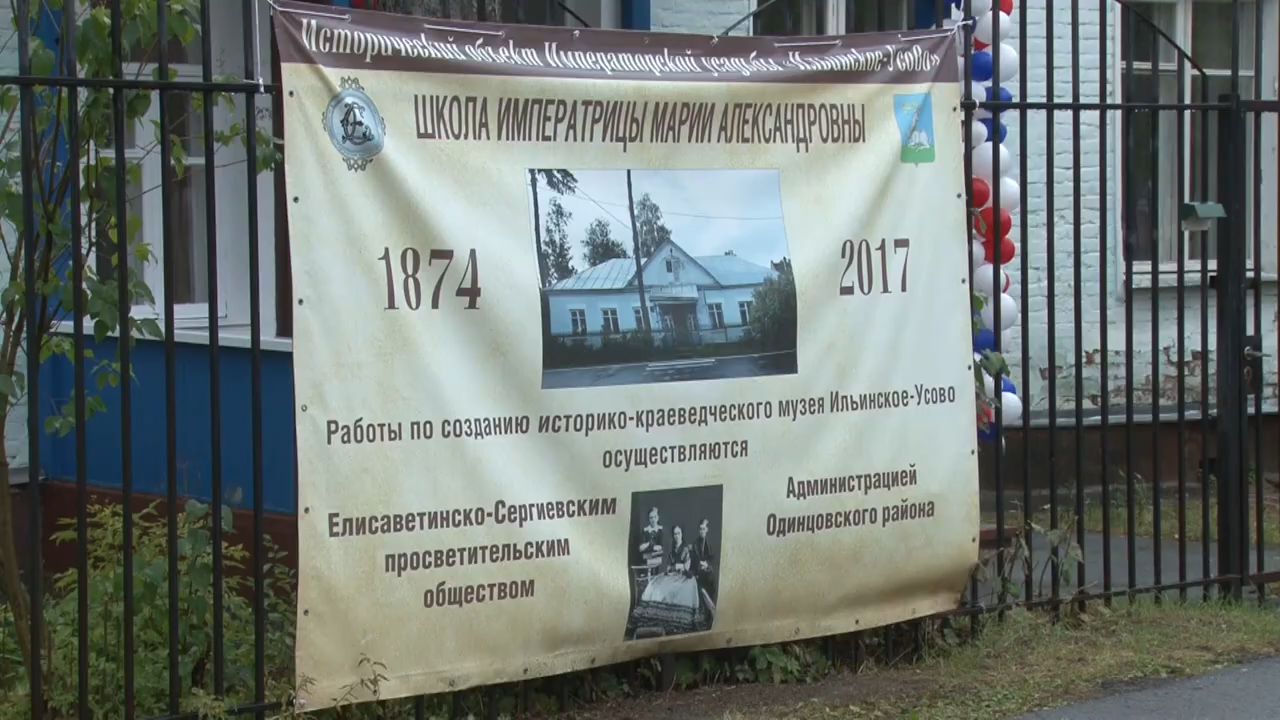 Исторический объект Императорской усадьбы «Ильинское-Усово»
ШКОЛА ИМПЕРАТРИЦЫ МАРИИ АЛЕКСАНДРОВНЫ
1874
2017
Работы по созданию историко-краеведческого музея Ильинское-Усово
осуществляются
Елисаветинско-Сергиевским
просветительским
обществом
Администрацией
Одинцовского района